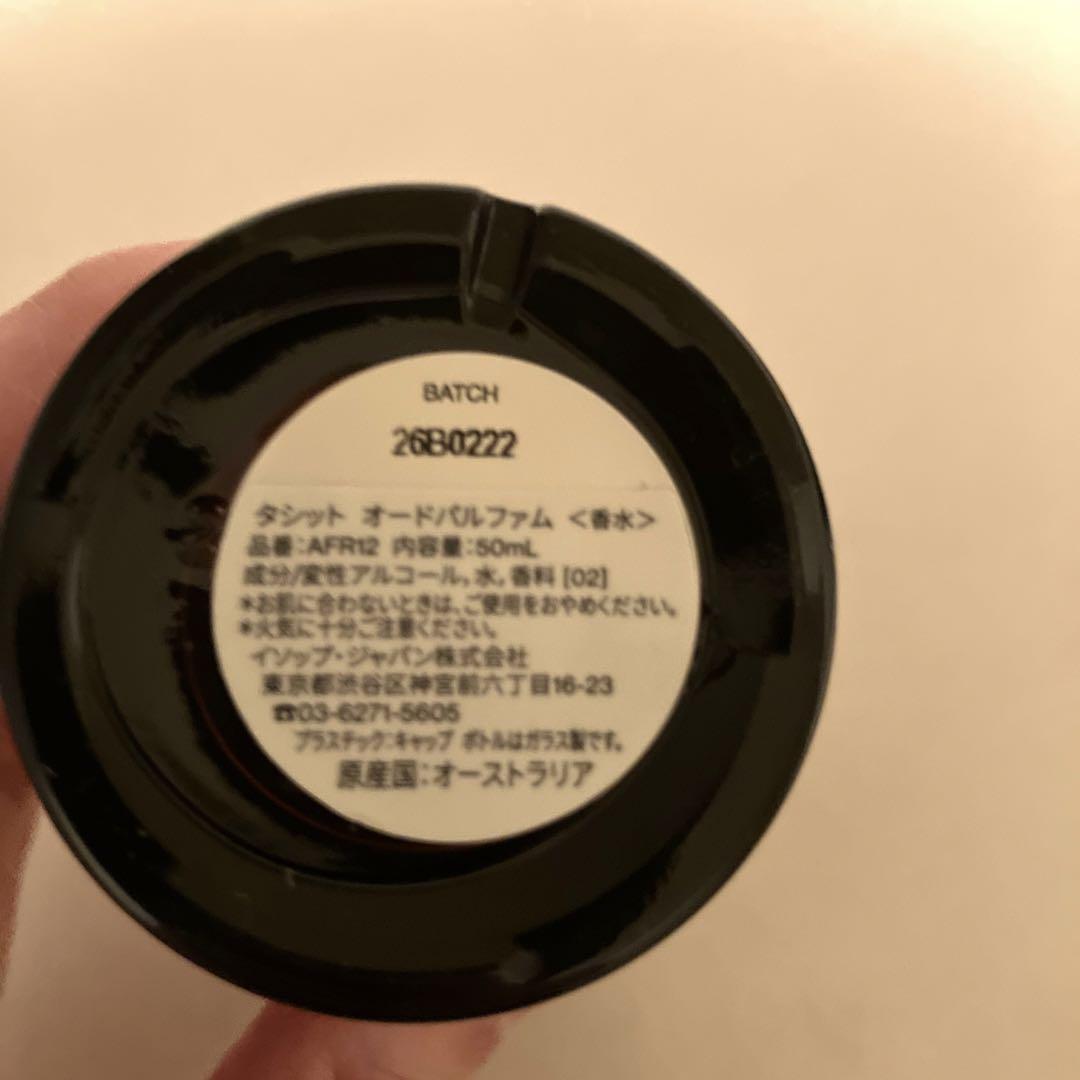 BATCH
26B0222
タシット オードパルファム <香水>
品番:AFR12 内容量:50mL
成分/変性アルコール,水,香料 [02]
*お肌に合わないときは、ご使用をおやめください。
*火気に十分ご注意ください。
イソップ・ジャパン株式会社
東京都渋谷区神宮前六丁目16-23
☎03-6271-5605
プラスチック:キャップ ボトルはガラス製です。
原産国:オーストラリア